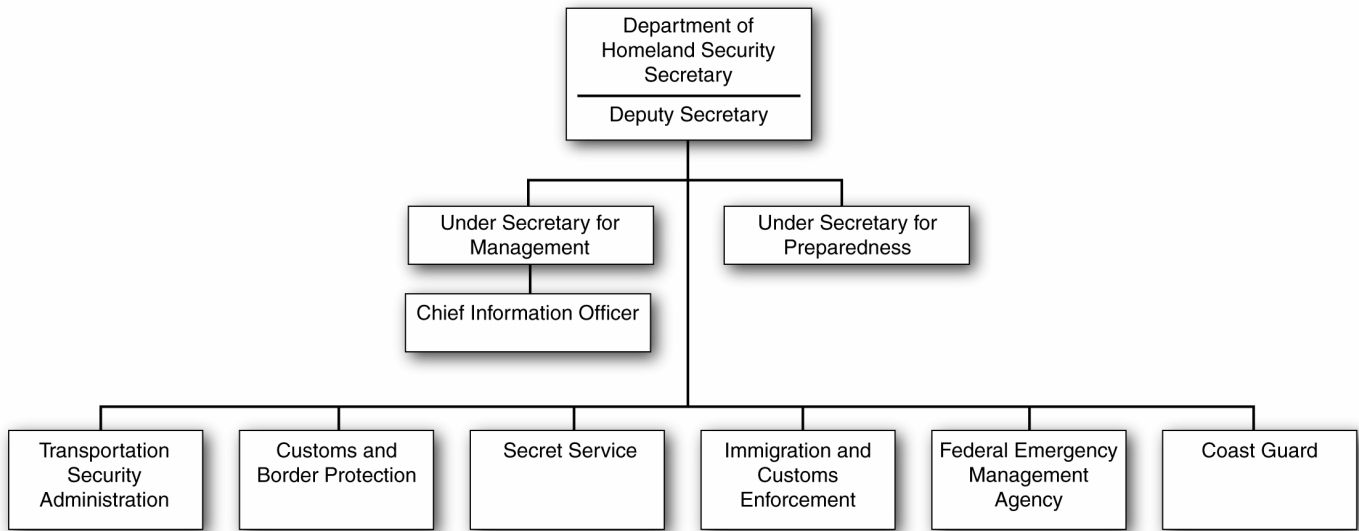 Department of
Homeland Security
Secretary
Deputy Secretary
Under Secretary for
Management
Under Secretary for
Preparedness
Chief Information Officer
Transportation
Security
Administration
Customs and
Border Protection
Secret Service
Immigration and
Customs
Enforcement
Federal Emergency
Management
Agency
Coast Guard